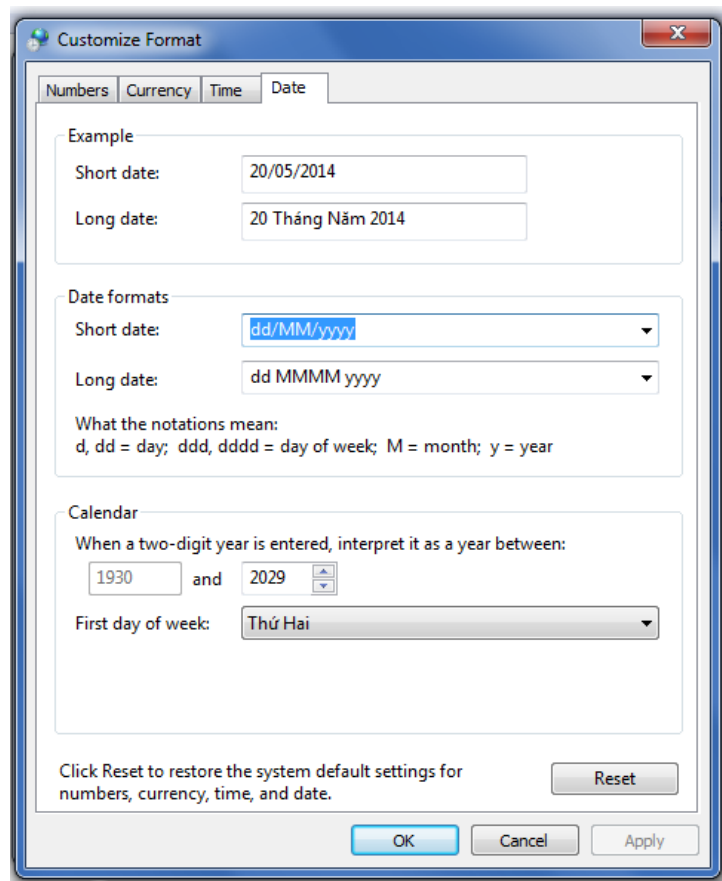 Customize Format
Numbers Currency Time Date
Example
Short date: 20/05/2014
Long date: 20 Tháng Năm 2014
Date formats
Short date: dd/MM/yyyy
Long date: dd MMMM yyyy
What the notations mean:
d, dd = day; ddd, dddd = day of week; M = month; y = year
Calendar
When a two-digit year is entered, interpret it as a year between:
1930 and 2029
First day of week: Thứ Hai
Click Reset to restore the system default settings for
numbers, currency, time, and date.
Reset
OK Cancel Apply